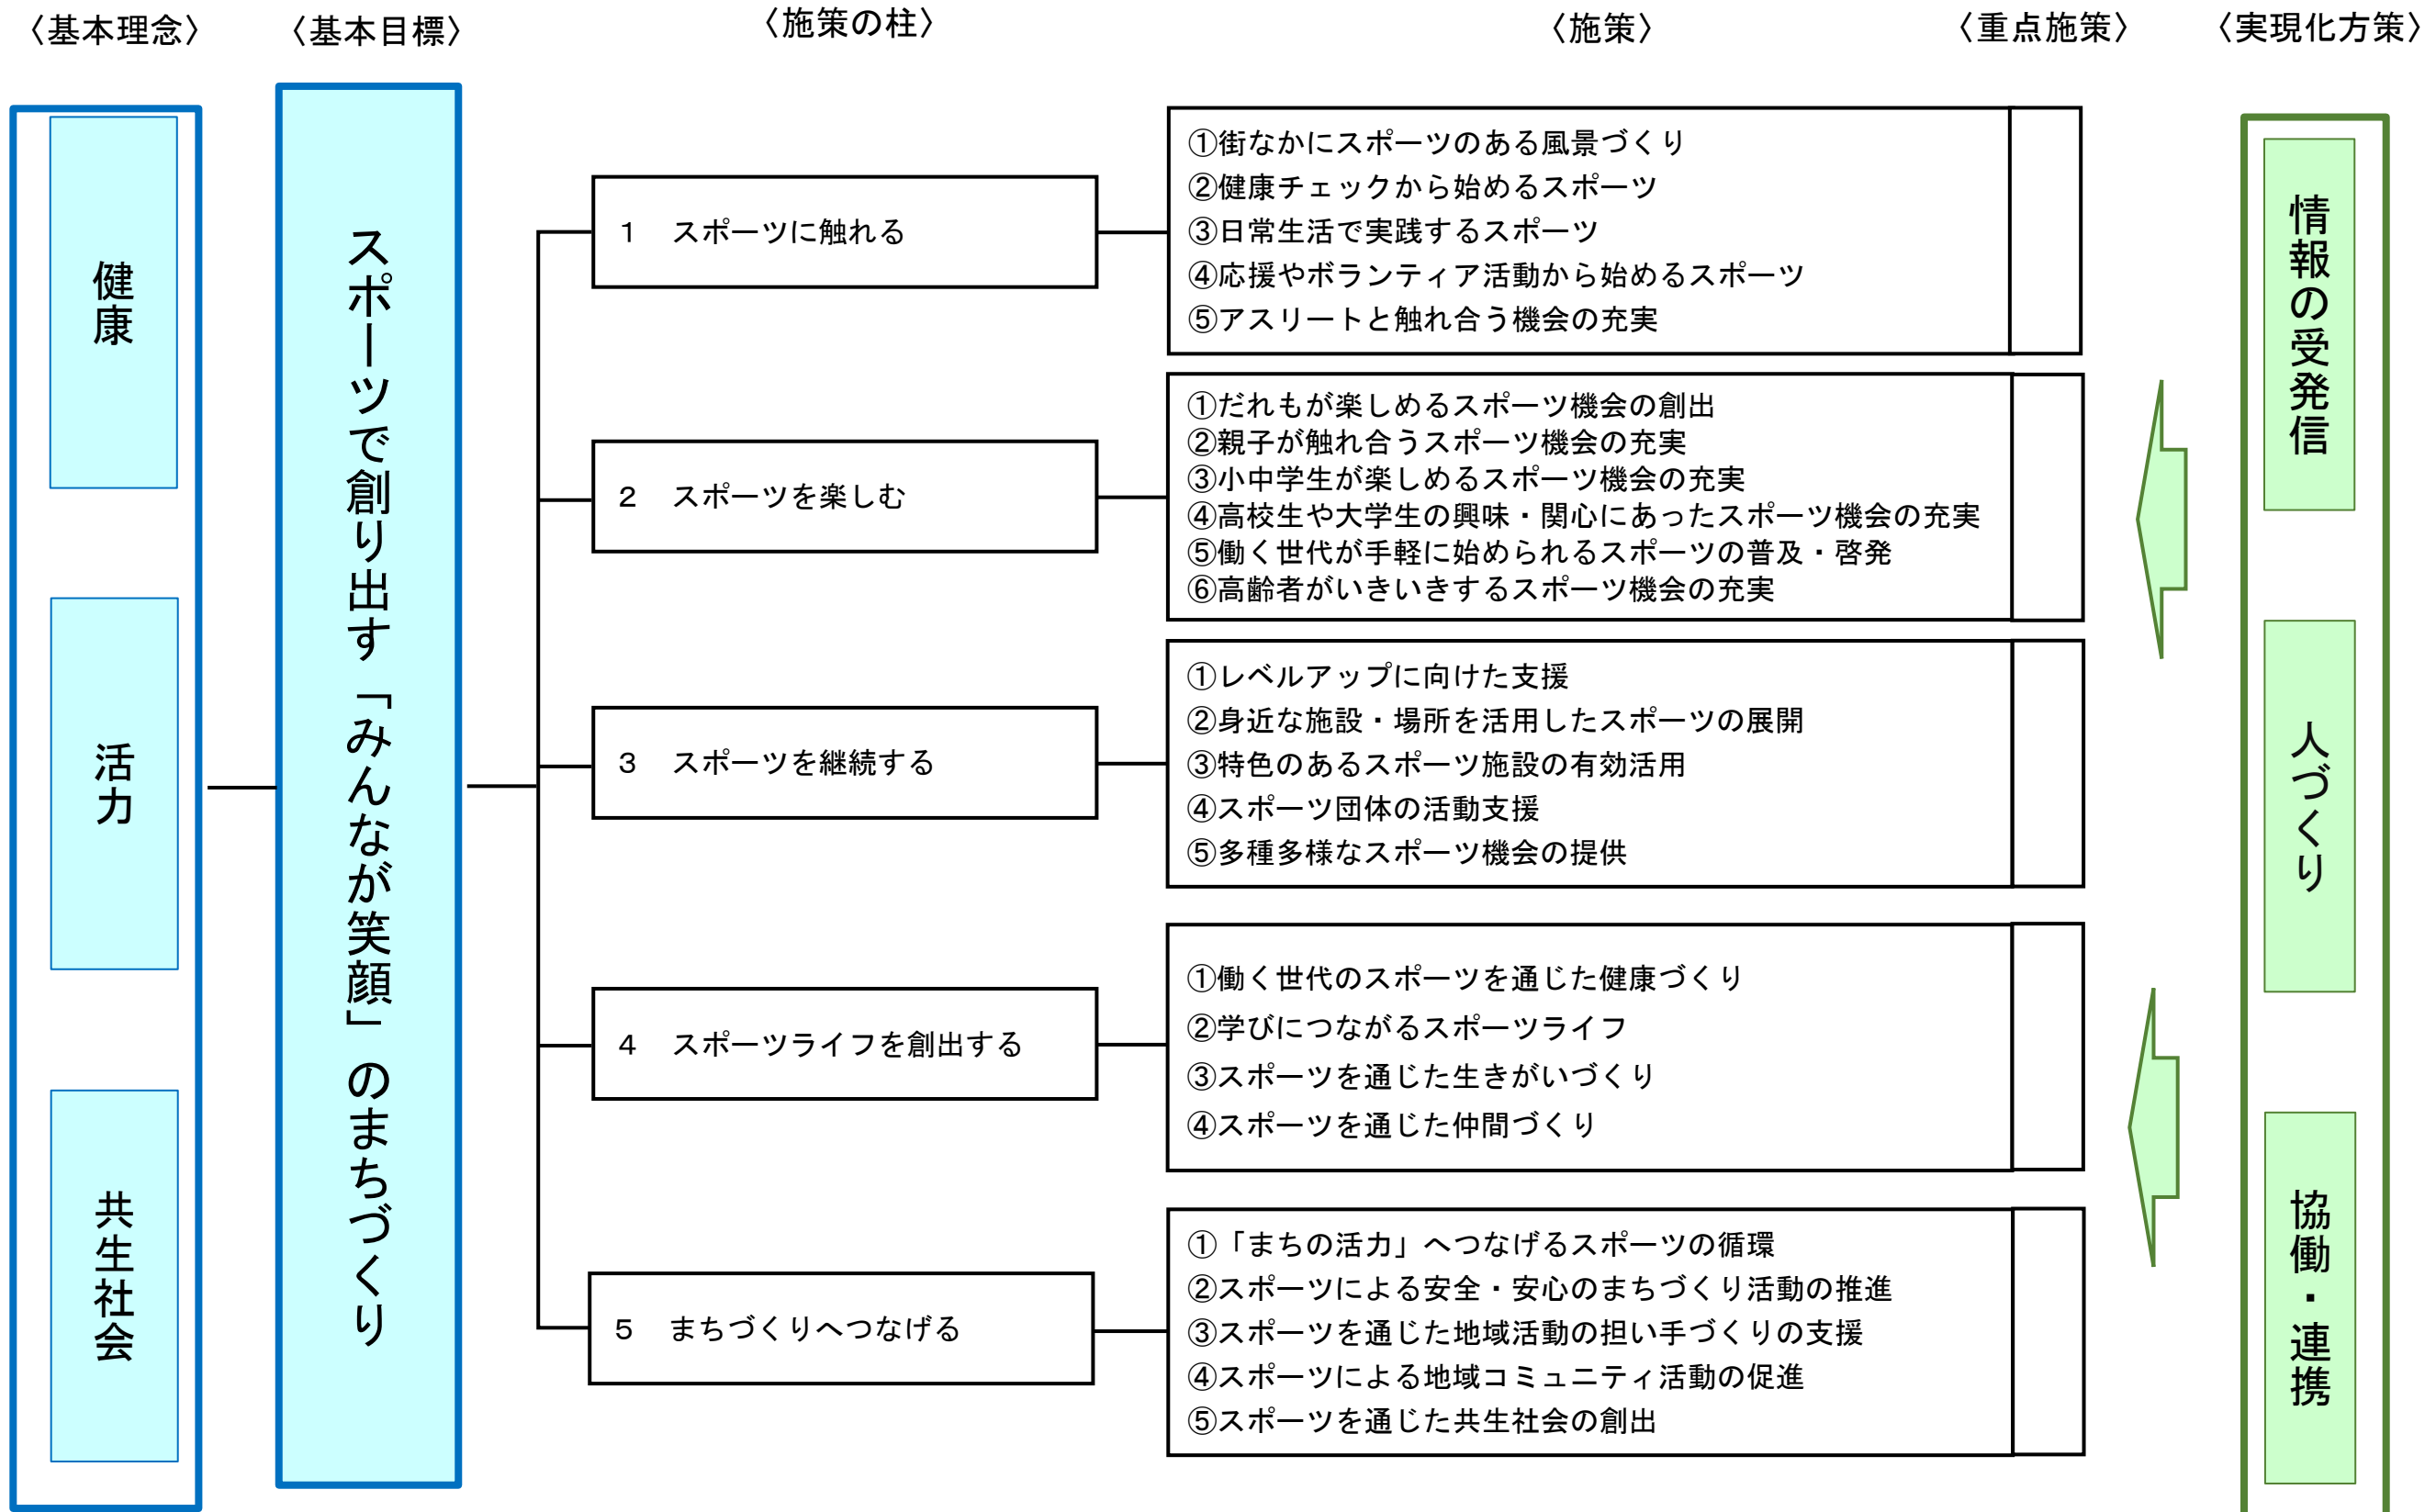 〈基本理念〉
〈基本目標〉
〈施策の柱〉
〈施策〉
〈重点施策〉
〈実現化方策〉
健康
活力
共生社会
スポーツで創り出す「みんなが笑顔」のまちづくり
1　スポーツに触れる
①街なかにスポーツのある風景づくり
②健康チェックから始めるスポーツ
③日常生活で実践するスポーツ
④応援やボランティア活動から始めるスポーツ
⑤アスリートと触れ合う機会の充実
2　スポーツを楽しむ
①だれもが楽しめるスポーツ機会の創出
②親子が触れ合うスポーツ機会の充実
③小中学生が楽しめるスポーツ機会の充実
④高校生や大学生の興味・関心にあったスポーツ機会の充実
⑤働く世代が手軽に始められるスポーツの普及・啓発
⑥高齢者がいきいきするスポーツ機会の充実
3　スポーツを継続する
①レベルアップに向けた支援
②身近な施設・場所を活用したスポーツの展開
③特色のあるスポーツ施設の有効活用
④スポーツ団体の活動支援
⑤多種多様なスポーツ機会の提供
4　スポーツライフを創出する
①働く世代のスポーツを通じた健康づくり
②学びにつながるスポーツライフ
③スポーツを通じた生きがいづくり
④スポーツを通じた仲間づくり
5　まちづくりへつなげる
①「まちの活力」へつなげるスポーツの循環
②スポーツによる安全・安心のまちづくり活動の推進
③スポーツを通じた地域活動の担い手づくりの支援
④スポーツによる地域コミュニティ活動の促進
⑤スポーツを通じた共生社会の創出
情報の受発信
人づくり
協働・連携